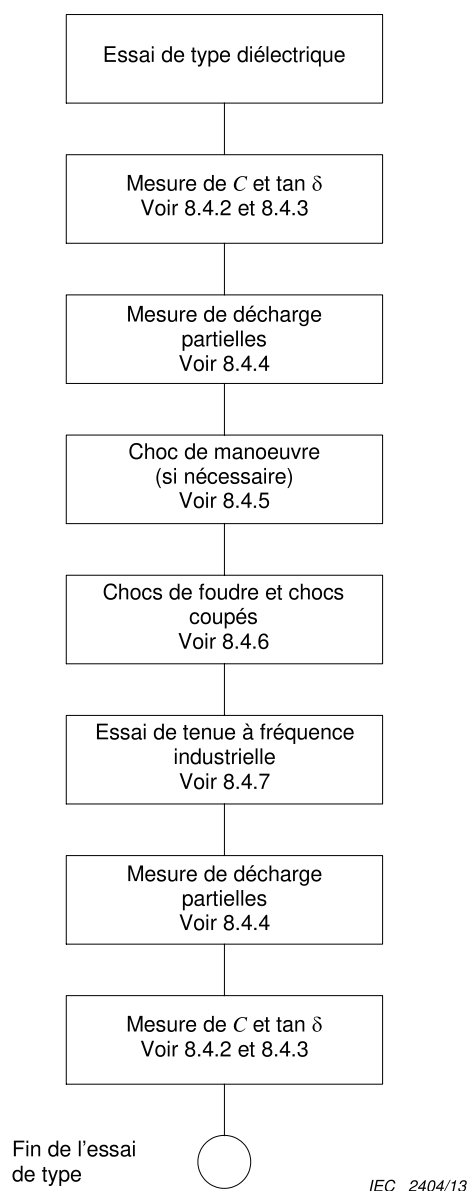 Essai de type diélectrique
Mesure de C et tan δ
Voir 8.4.2 et 8.4.3
Mesure de décharge
partielles
Voir 8.4.4
Choc de manoeuvre
(si nécessaire)
Voir 8.4.5
Chocs de foudre et chocs
coupés
Voir 8.4.6
Essai de tenue à fréquence
industrielle
Voir 8.4.7
Mesure de décharge
partielles
Voir 8.4.4
Mesure de C et tan δ
Voir 8.4.2 et 8.4.3
Fin de l'essai
de type
IEC 2404/13